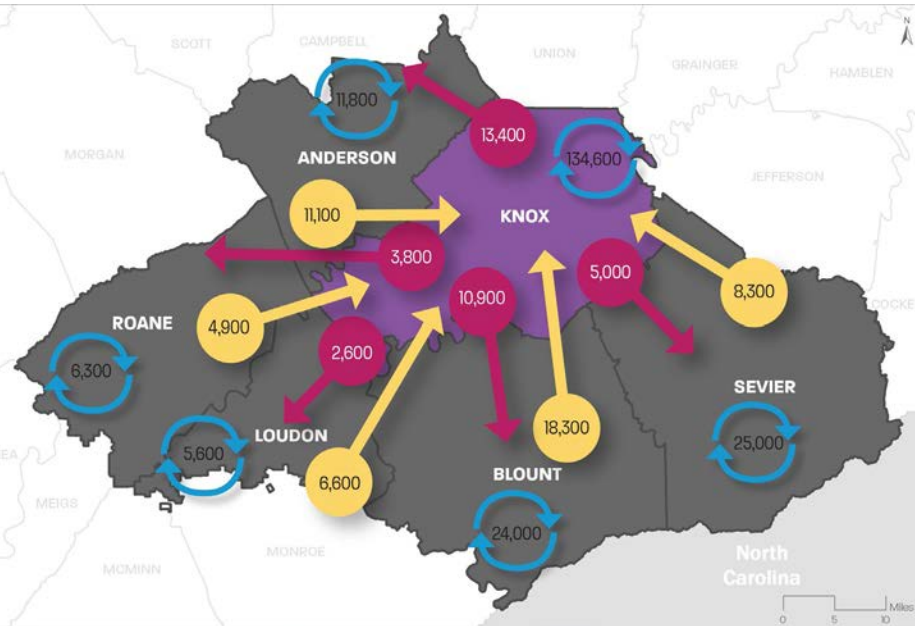 N
SCOTT
CAMPBELL
UNION
GRAINGER
HAMBLEN
11,800
13,400
134,600
MORGAN
ANDERSON
JEFFERSON
11,100
KNOX
3,800
5,000
10,900
8,300
COCKE
4,900
ROANE
2,600
6,300
SEVIER
LOUDON
18,300
5,600
25,000
6,600
BLOUNT
MEIGS
24,000
MONROE
MCMINN
North
Carolina
Miles
0 5 10